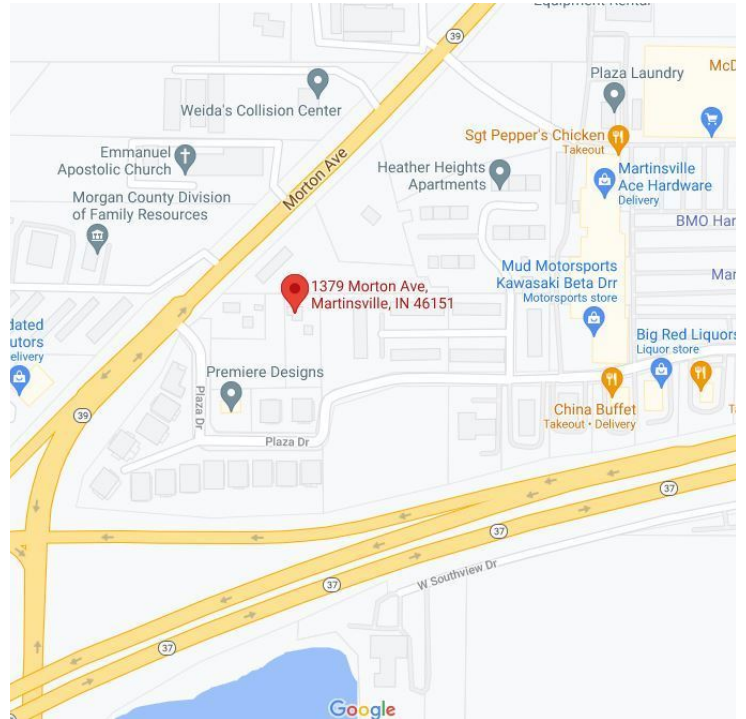 Equipment Rental
39
Plaza Laundry
McD
Weida's Collision Center
Sgt Pepper's Chicken
Takeout
Emmanuel
Apostolic Church
Morton Ave
Heather Heights
Apartments
Martinsville
Ace Hardware
Delivery
Morgan County Division
of Family Resources
BMO Har
Mud Motorsports
Kawasaki Beta Drr
Motorsports store
Mar
1379 Morton Ave,
Martinsville, IN 46151
dated
utors
elivery
Big Red Liquors
Liquor store
Premiere Designs
Plaza Dr
39
China Buffet
Takeout • Delivery
Plaza Dr
37
37
W Southview Dr
37
37
Google